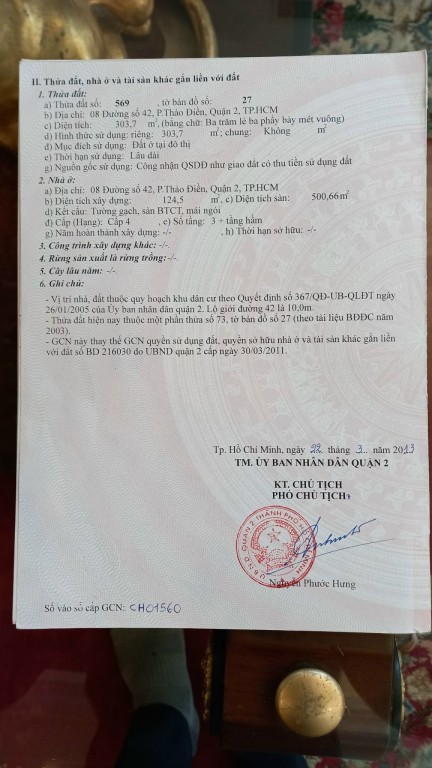 II. Thửa đất, nhà ở và tài sản khác gắn liền với đất
1. Thửa đất:
a) Thửa đất số: 569 , tờ bản đồ số: 27
b) Địa chỉ: 08 Đường số 42, P.Thảo Điền, Quận 2, TP.HCM
c) Diện tích: 303,7 m², (bằng chữ: Ba trăm lẻ ba phẩy bảy mét vuông)
d) Hình thức sử dụng: riêng: 303,7 m²; chung: Không m²
đ) Mục đích sử dụng: Đất ở tại đô thị
e) Thời hạn sử dụng: Lâu dài
g) Nguồn gốc sử dụng: Công nhận QSDĐ như giao đất có thu tiền sử dụng đất
2. Nhà ở:
a) Địa chỉ: 08 Đường số 42, P.Thảo Điền, Quận 2, TP.HCM
b) Diện tích xây dựng: 124,5 m², c) Diện tích sàn: 500,66m²
d) Kết cấu: Tường gạch, sàn BTCT, mái ngói
đ) Cấp (Hạng): Cấp 4 , e) Số tầng: 3 + tầng hầm
g) Năm hoàn thành xây dựng: -/- , h) Thời hạn sở hữu: -/-
3. Công trình xây dựng khác: -/-
4. Rừng sản xuất là rừng trồng:-/-
5. Cây lâu năm: -/-
6. Ghi chú:
- Vị trí nhà, đất thuộc quy hoạch khu dân cư theo Quyết định số 367/QĐ-UB-QLĐT ngày
26/01/2005 của Ủy ban nhân dân quận 2. Lộ giới đường 42 là 10,0m.
- Thửa đất hiện nay thuộc một phần thửa số 73, tờ bản đồ số 27 (theo tài liệu BĐĐC năm
2003).
- GCN này thay thế GCN quyền sử dụng đất, quyền sở hữu nhà ở và tài sản khác gắn liền
với đất số BD 216030 do UBND quận 2 cấp ngày 30/03/2011.
Tp. Hồ Chí Minh, ngày 22 tháng 3 năm 2013
TM. ỦY BAN NHÂN DÂN QUẬN 2
KT. CHỦ TỊCH
PHÓ CHỦ TỊCH
Nguyễn Phước Hưng
Số vào sổ cấp GCN: CH01560